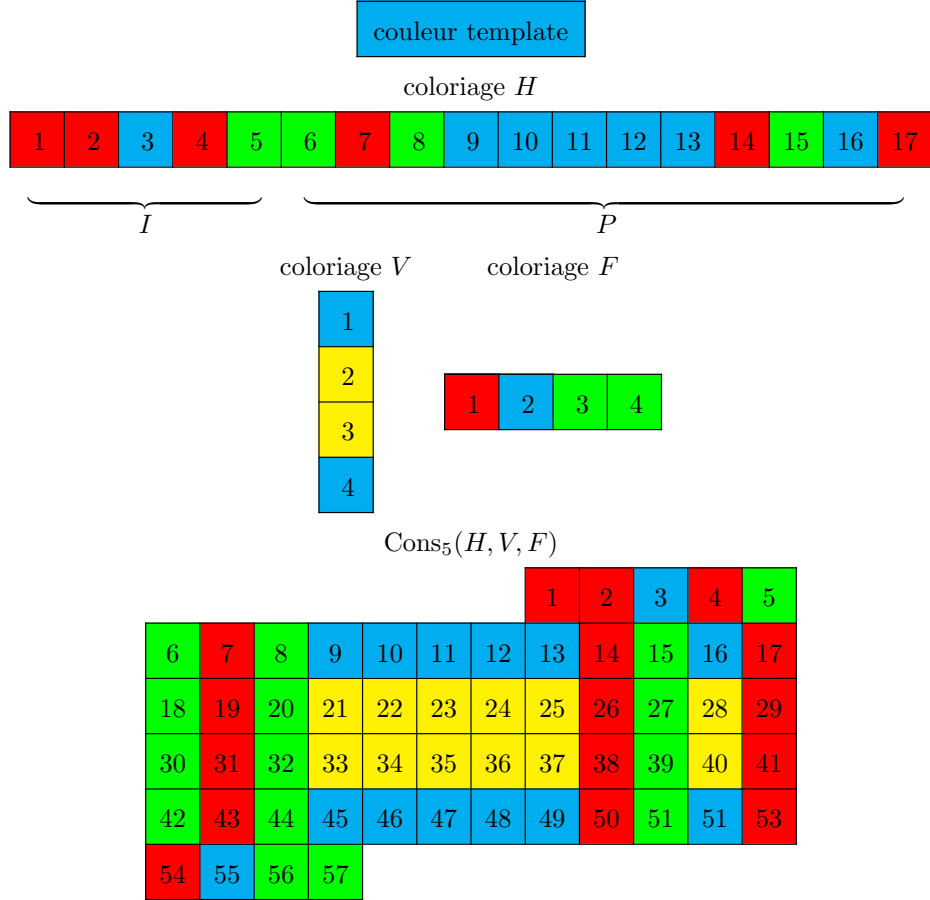 couleur template
coloriage H
1 2 3 4 5 6 7 8 9 10 11 12 13 14 15 16 17
I P
coloriage V coloriage F
1
2
3
4
1 2 3 4
Cons₅(H, V, F)
1 2 3 4 5
6 7 8 9 10 11 12 13 14 15 16 17
18 19 20 21 22 23 24 25 26 27 28 29
30 31 32 33 34 35 36 37 38 39 40 41
42 43 44 45 46 47 48 49 50 51 51 53
54 55 56 57